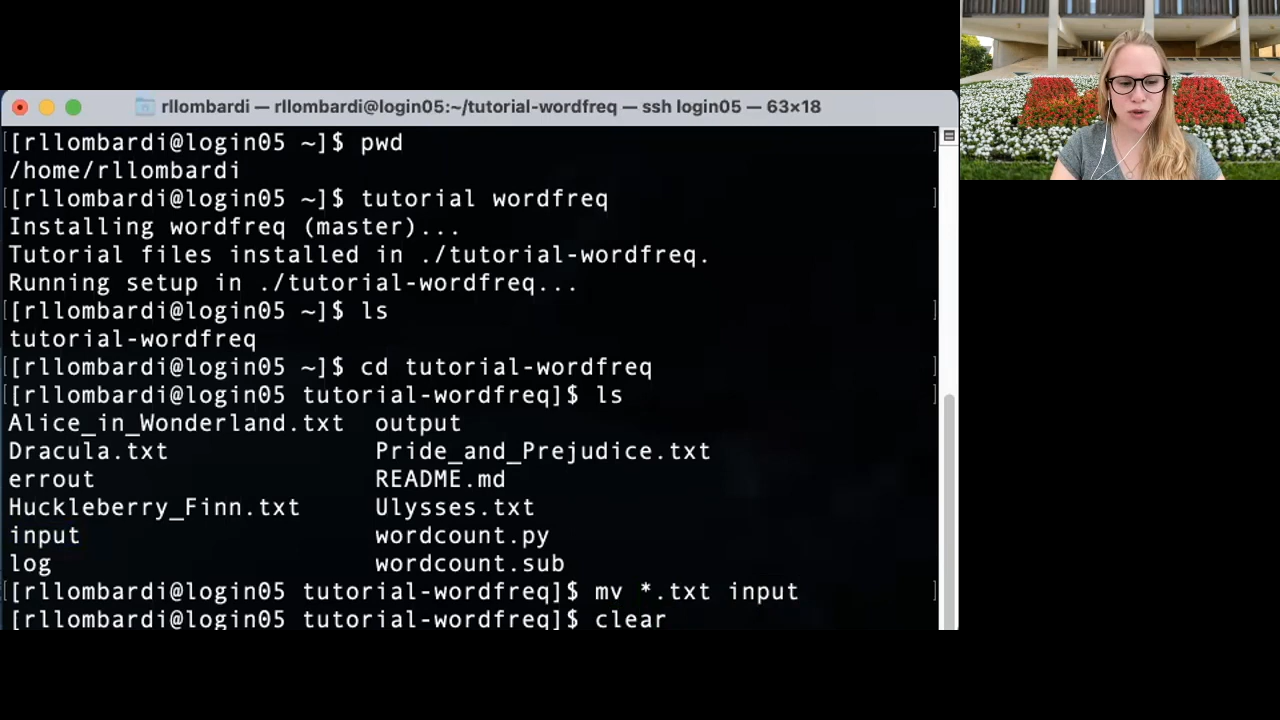 rllombardi — rllombardi@login05:~/tutorial-wordfreq — ssh login05 — 63×18
[[rllombardi@login05 ~]$ pwd ]
/home/rllombardi
[[rllombardi@login05 ~]$ tutorial wordfreq ]
Installing wordfreq (master)...
Tutorial files installed in ./tutorial-wordfreq.
Running setup in ./tutorial-wordfreq...
[[rllombardi@login05 ~]$ ls ]
tutorial-wordfreq
[[rllombardi@login05 ~]$ cd tutorial-wordfreq ]
[[rllombardi@login05 tutorial-wordfreq]$ ls ]
Alice_in_Wonderland.txt output
Dracula.txt Pride_and_Prejudice.txt
errout README.md
Huckleberry_Finn.txt Ulysses.txt
input wordcount.py
log wordcount.sub
[[rllombardi@login05 tutorial-wordfreq]$ mv *.txt input ]
[rllombardi@login05 tutorial-wordfreq]$ clear